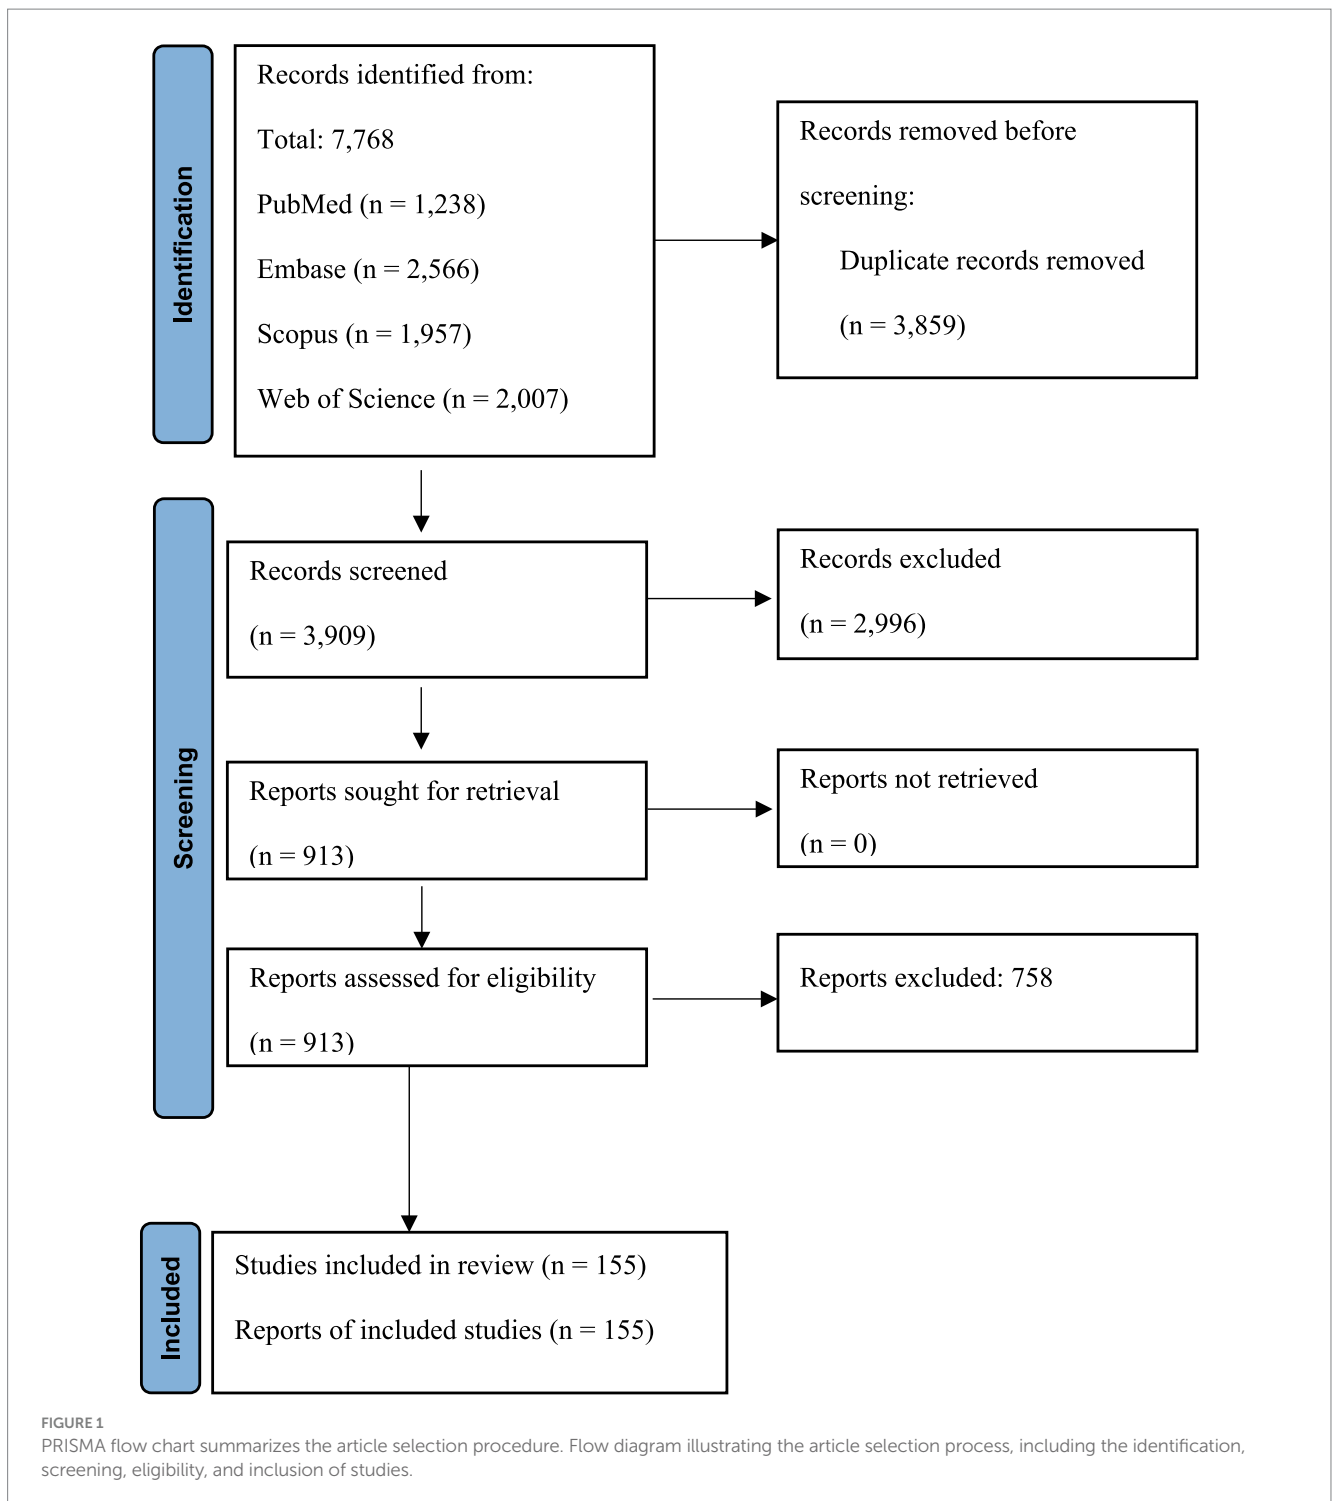 Identification
Records identified from:
Total: 7,768
PubMed (n = 1,238)
Embase (n = 2,566)
Scopus (n = 1,957)
Web of Science (n = 2,007)
Records removed before
screening:
Duplicate records removed
(n = 3,859)
Screening
Records screened
(n = 3,909)
Records excluded
(n = 2,996)
Reports sought for retrieval
(n = 913)
Reports not retrieved
(n = 0)
Reports assessed for eligibility
(n = 913)
Reports excluded: 758
Included
Studies included in review (n = 155)
Reports of included studies (n = 155)
FIGURE 1
PRISMA flow chart summarizes the article selection procedure. Flow diagram illustrating the article selection process, including the identification,
screening, eligibility, and inclusion of studies.